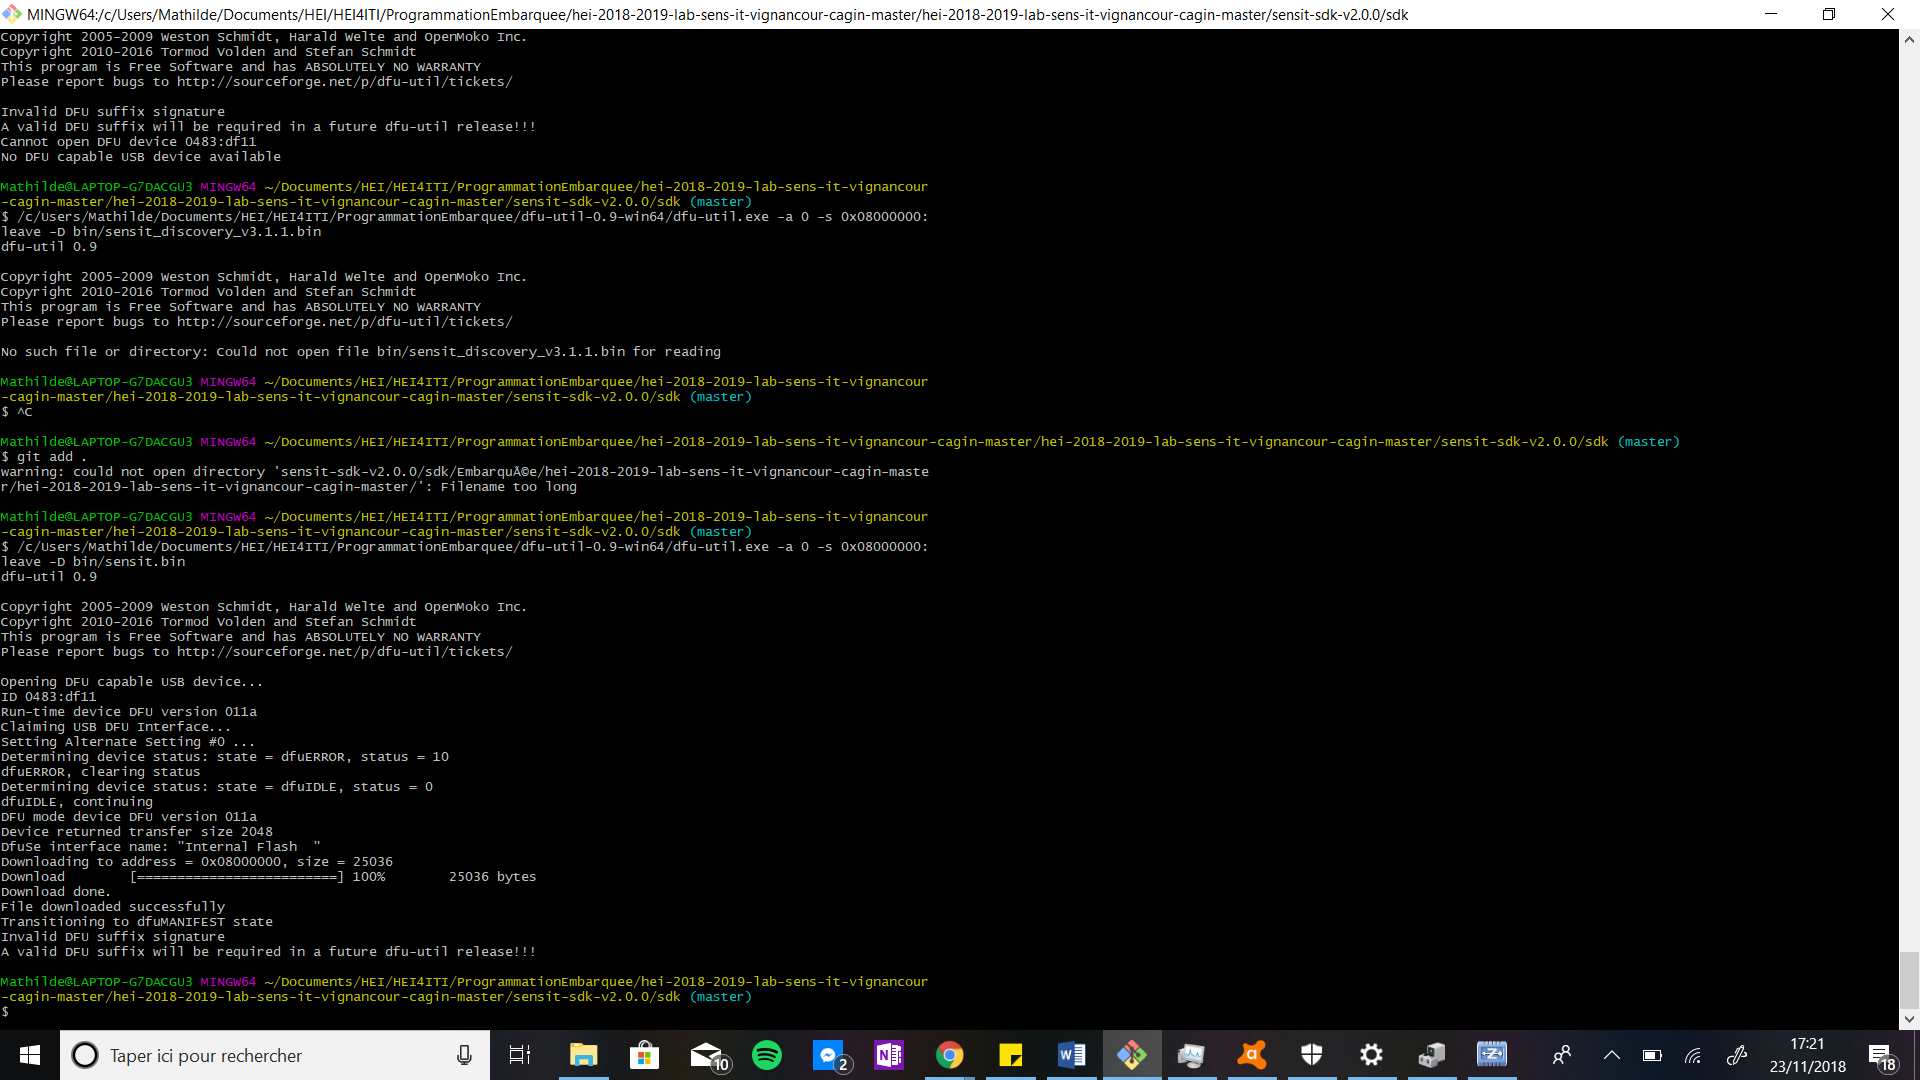 MINGW64:/c/Users/Mathilde/Documents/HEI/HEI4ITI/ProgrammationEmbarquee/hei-2018-2019-lab-sens-it-vignancour-cagin-master/hei-2018-2019-lab-sens-it-vignancour-cagin-master/sensit-sdk-v2.0.0/sdk
Copyright 2005-2009 Weston Schmidt, Harald Welte and OpenMoko Inc.
Copyright 2010-2016 Tormod Volden and Stefan Schmidt
This program is Free Software and has ABSOLUTELY NO WARRANTY
Please report bugs to http://sourceforge.net/p/dfu-util/tickets/
Invalid DFU suffix signature
A valid DFU suffix will be required in a future dfu-util release!!!
Cannot open DFU device 0483:df11
No DFU capable USB device available
Mathilde@LAPTOP-G7DACGU3 MINGW64 ~/Documents/HEI/HEI4ITI/ProgrammationEmbarquee/hei-2018-2019-lab-sens-it-vignancour
-cagin-master/hei-2018-2019-lab-sens-it-vignancour-cagin-master/sensit-sdk-v2.0.0/sdk (master)
$ /c/Users/Mathilde/Documents/HEI/HEI4ITI/ProgrammationEmbarquee/dfu-util-0.9-win64/dfu-util.exe -a 0 -s 0x08000000:
leave -D bin/sensit_discovery_v3.1.1.bin
dfu-util 0.9
Copyright 2005-2009 Weston Schmidt, Harald Welte and OpenMoko Inc.
Copyright 2010-2016 Tormod Volden and Stefan Schmidt
This program is Free Software and has ABSOLUTELY NO WARRANTY
Please report bugs to http://sourceforge.net/p/dfu-util/tickets/
No such file or directory: Could not open file bin/sensit_discovery_v3.1.1.bin for reading
Mathilde@LAPTOP-G7DACGU3 MINGW64 ~/Documents/HEI/HEI4ITI/ProgrammationEmbarquee/hei-2018-2019-lab-sens-it-vignancour
-cagin-master/hei-2018-2019-lab-sens-it-vignancour-cagin-master/sensit-sdk-v2.0.0/sdk (master)
$ ^C
Mathilde@LAPTOP-G7DACGU3 MINGW64 ~/Documents/HEI/HEI4ITI/ProgrammationEmbarquee/hei-2018-2019-lab-sens-it-vignancour-cagin-master/hei-2018-2019-lab-sens-it-vignancour-cagin-master/sensit-sdk-v2.0.0/sdk (master)
$ git add .
warning: could not open directory 'sensit-sdk-v2.0.0/sdk/EmbarquÃ©e/hei-2018-2019-lab-sens-it-vignancour-cagin-maste
r/hei-2018-2019-lab-sens-it-vignancour-cagin-master/': Filename too long
Mathilde@LAPTOP-G7DACGU3 MINGW64 ~/Documents/HEI/HEI4ITI/ProgrammationEmbarquee/hei-2018-2019-lab-sens-it-vignancour
-cagin-master/hei-2018-2019-lab-sens-it-vignancour-cagin-master/sensit-sdk-v2.0.0/sdk (master)
$ /c/Users/Mathilde/Documents/HEI/HEI4ITI/ProgrammationEmbarquee/dfu-util-0.9-win64/dfu-util.exe -a 0 -s 0x08000000:
leave -D bin/sensit.bin
dfu-util 0.9
Copyright 2005-2009 Weston Schmidt, Harald Welte and OpenMoko Inc.
Copyright 2010-2016 Tormod Volden and Stefan Schmidt
This program is Free Software and has ABSOLUTELY NO WARRANTY
Please report bugs to http://sourceforge.net/p/dfu-util/tickets/
Opening DFU capable USB device...
ID 0483:df11
Run-time device DFU version 011a
Claiming USB DFU Interface...
Setting Alternate Setting #0 ...
Determining device status: state = dfuERROR, status = 10
dfuERROR, clearing status
Determining device status: state = dfuIDLE, status = 0
dfuIDLE, continuing
DFU mode device DFU version 011a
Device returned transfer size 2048
DfuSe interface name: "Internal Flash  "
Downloading to address = 0x08000000, size = 25036
Download        [=========================] 100%        25036 bytes
Download done.
File downloaded successfully
Transitioning to dfuMANIFEST state
Invalid DFU suffix signature
A valid DFU suffix will be required in a future dfu-util release!!!
Mathilde@LAPTOP-G7DACGU3 MINGW64 ~/Documents/HEI/HEI4ITI/ProgrammationEmbarquee/hei-2018-2019-lab-sens-it-vignancour
-cagin-master/hei-2018-2019-lab-sens-it-vignancour-cagin-master/sensit-sdk-v2.0.0/sdk (master)
$
Taper ici pour rechercher
10
2
17:21
23/11/2018
18